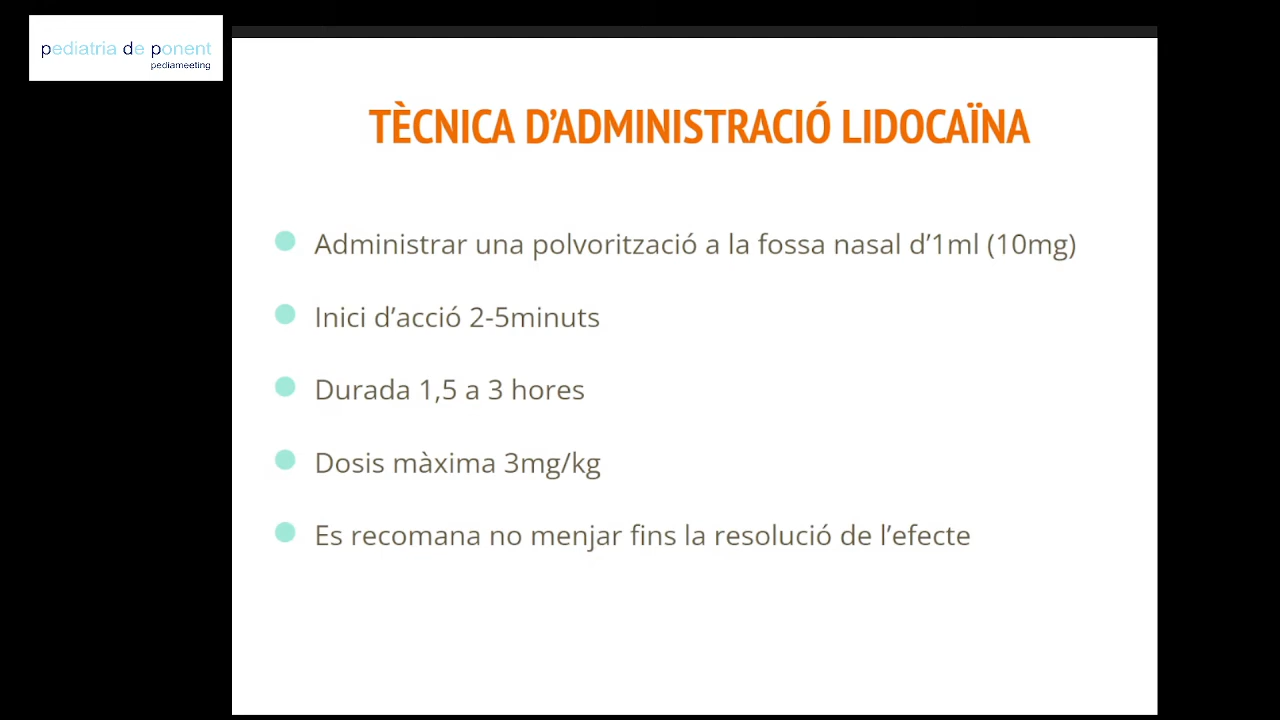 pediatria de ponent
pediameeting
TÈCNICA D’ADMINISTRACIÓ LIDOCAÏNA
Administrar una polvorització a la fossa nasal d’1ml (10mg)
Inici d’acció 2-5minuts
Durada 1,5 a 3 hores
Dosis màxima 3mg/kg
Es recomana no menjar fins la resolució de l’efecte